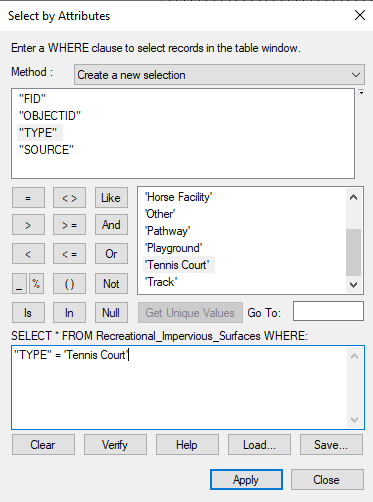 Select by Attributes
Enter a WHERE clause to select records in the table window.
Method : Create a new selection
"FID"
"OBJECTID"
"TYPE"
"SOURCE"
= < > Like
> > = And
< < = Or
_ % ( ) Not
Is In Null
'Horse Facility'
'Other'
'Pathway'
'Playground'
'Tennis Court'
'Track'
Get Unique Values Go To:
SELECT * FROM Recreational_Impervious_Surfaces WHERE:
"TYPE" = 'Tennis Court'
Clear Verify Help Load... Save...
Apply Close